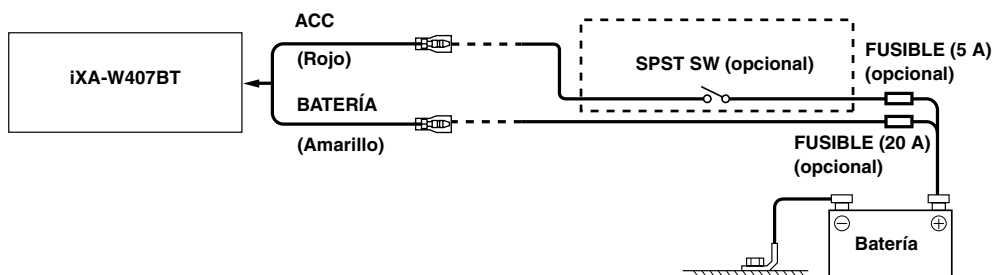 ACC
(Rojo)
iXA-W407BT
BATERÍA
(Amarillo)
SPST SW (opcional)
FUSIBLE (5 A)
(opcional)
FUSIBLE (20 A)
(opcional)
Batería